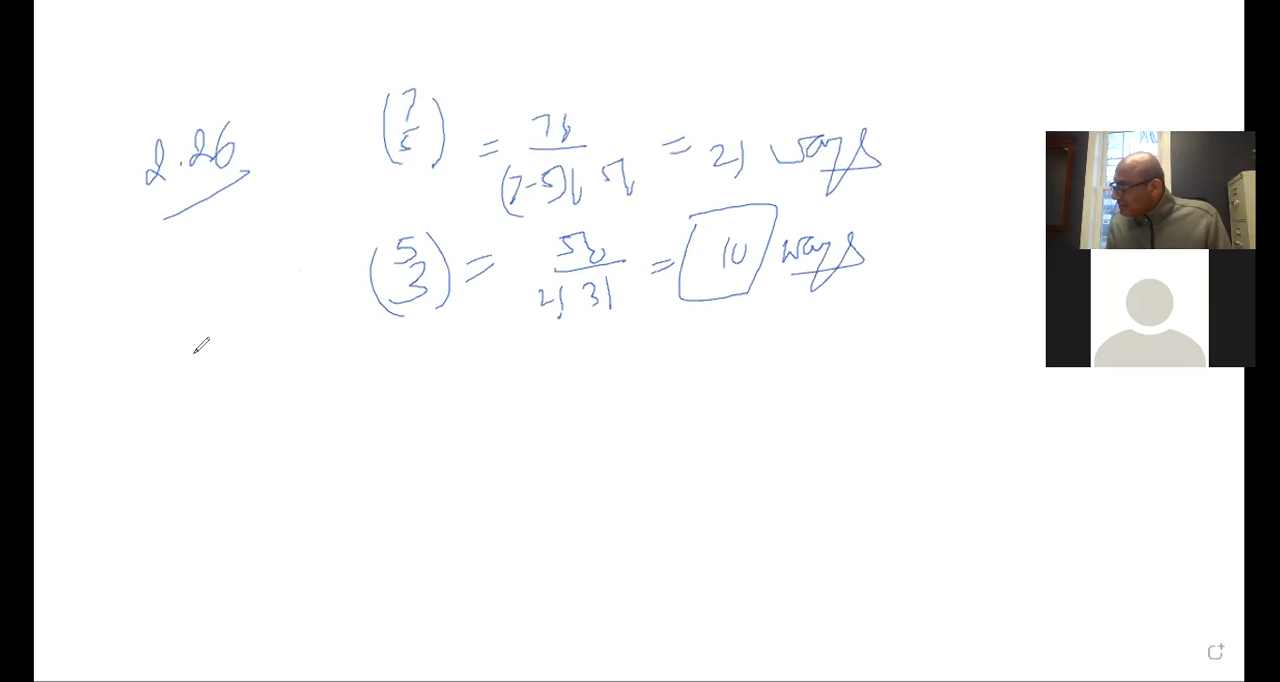 2.26
(7 5) = 7! / (7-5)! 5! = 21 ways
(5 3) = 5! / 2! 3! = 10 ways